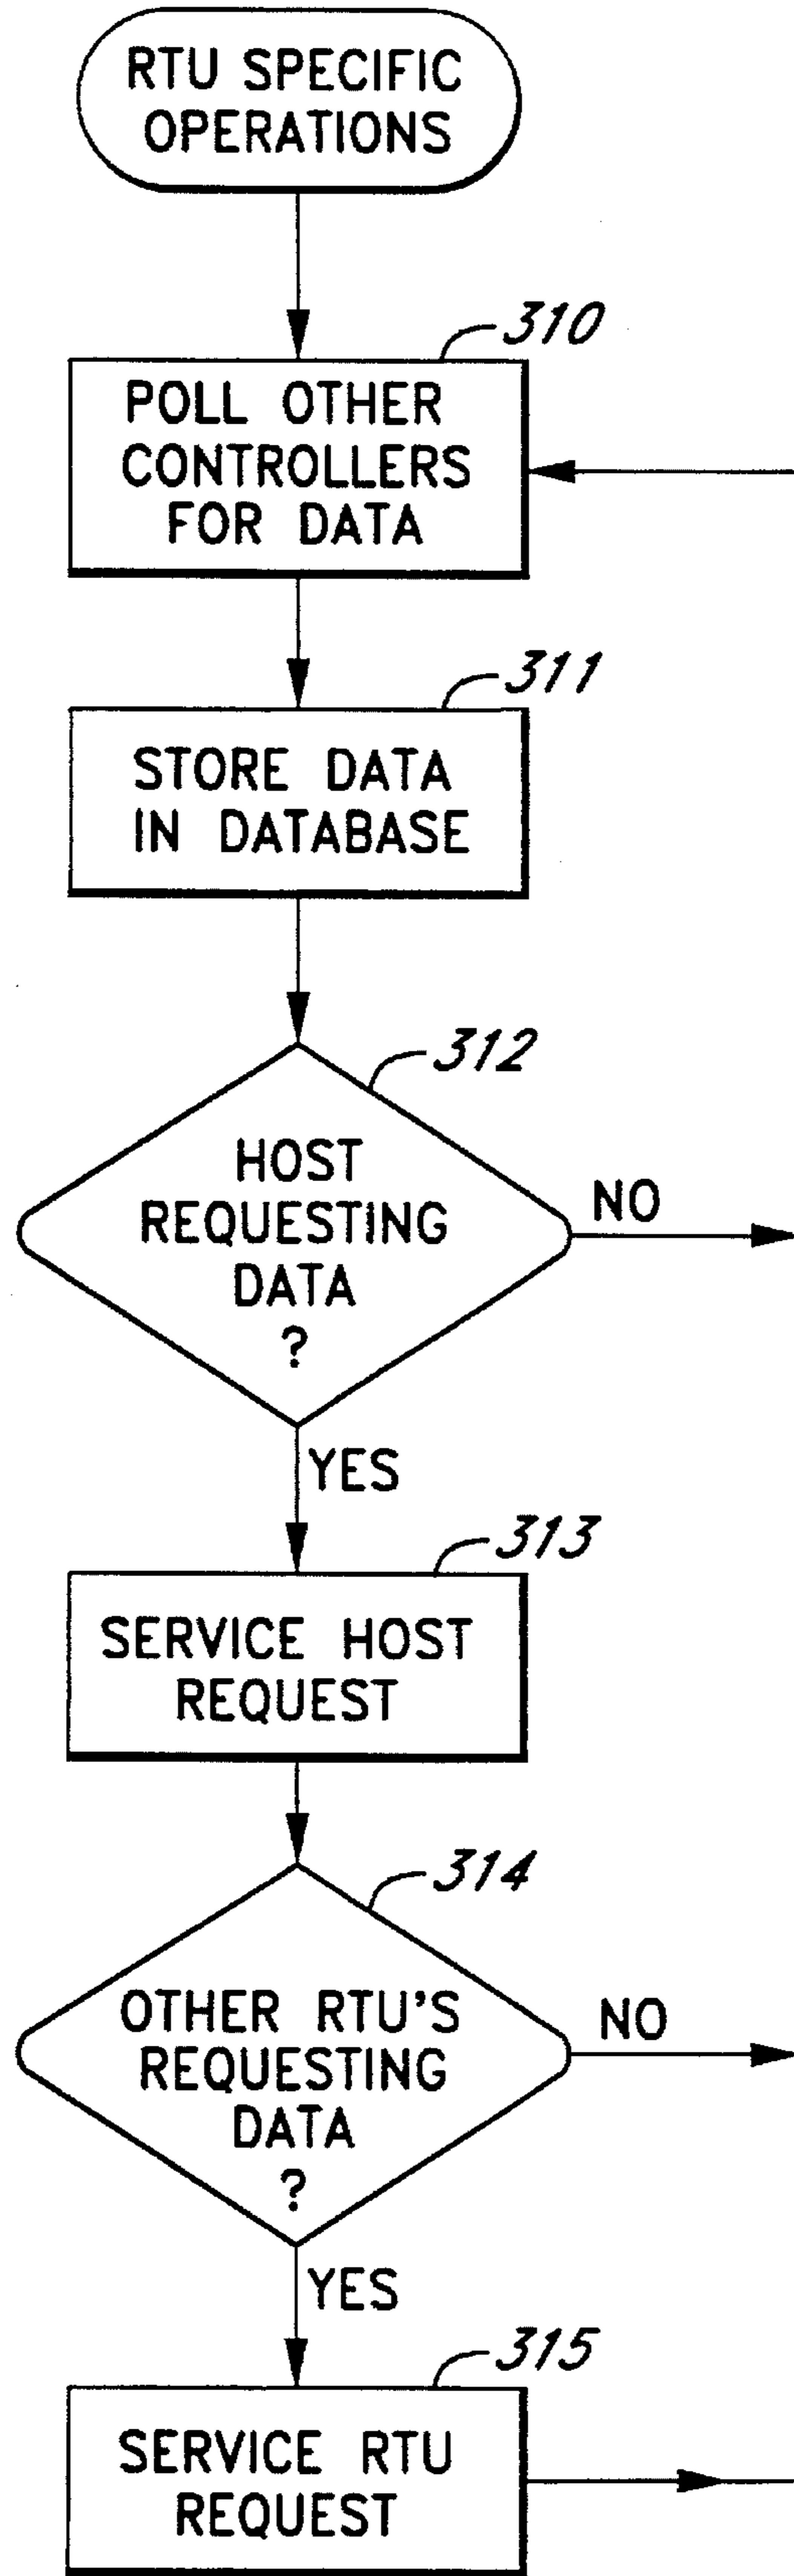 RTU SPECIFIC
OPERATIONS
310
POLL OTHER
CONTROLLERS
FOR DATA
311
STORE DATA
IN DATABASE
312
HOST
REQUESTING
DATA
?
NO
YES
313
SERVICE HOST
REQUEST
314
OTHER RTU'S
REQUESTING
DATA
?
NO
YES
315
SERVICE RTU
REQUEST